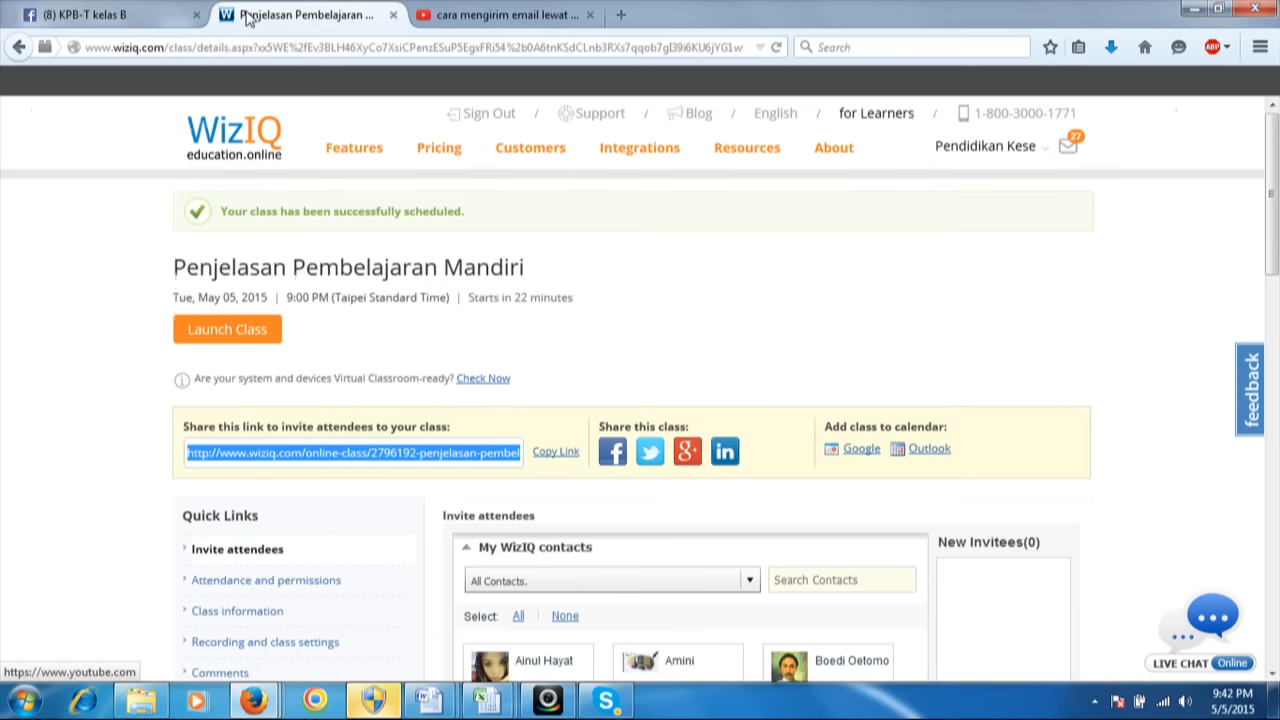 (8) KPB-T kelas B
Penjelasan Pembelajaran ...
cara mengirim email lewat ...
www.wiziq.com/class/details.aspx?
Search
ABP
Sign Out / Support / Blog / English / for Learners / 1-800-3000-1771
WizIQ
education.online
Features
Pricing
Customers
Integrations
Resources
About
Pendidikan Kese
27
Your class has been successfully scheduled.
Penjelasan Pembelajaran Mandiri
Tue, May 05, 2015 | 9:00 PM (Taipei Standard Time) | Starts in 22 minutes
Launch Class
Are your system and devices Virtual Classroom-ready? Check Now
feedback
Share this link to invite attendees to your class:
http://www.wiziq.com/online-class/2796192-penjelasan-pembel
Copy Link
Share this class:
Add class to calendar:
Google
Outlook
Quick Links
Invite attendees
Attendance and permissions
Class information
Recording and class settings
Comments
Invite attendees
My WizIQ contacts
All Contacts.
Search Contacts
Select: All | None
Ainul Hayat
Amini
Boedi Oetomo
New Invitees(0)
LIVE CHAT Online
https://www.youtube.com
9:42 PM
5/5/2015